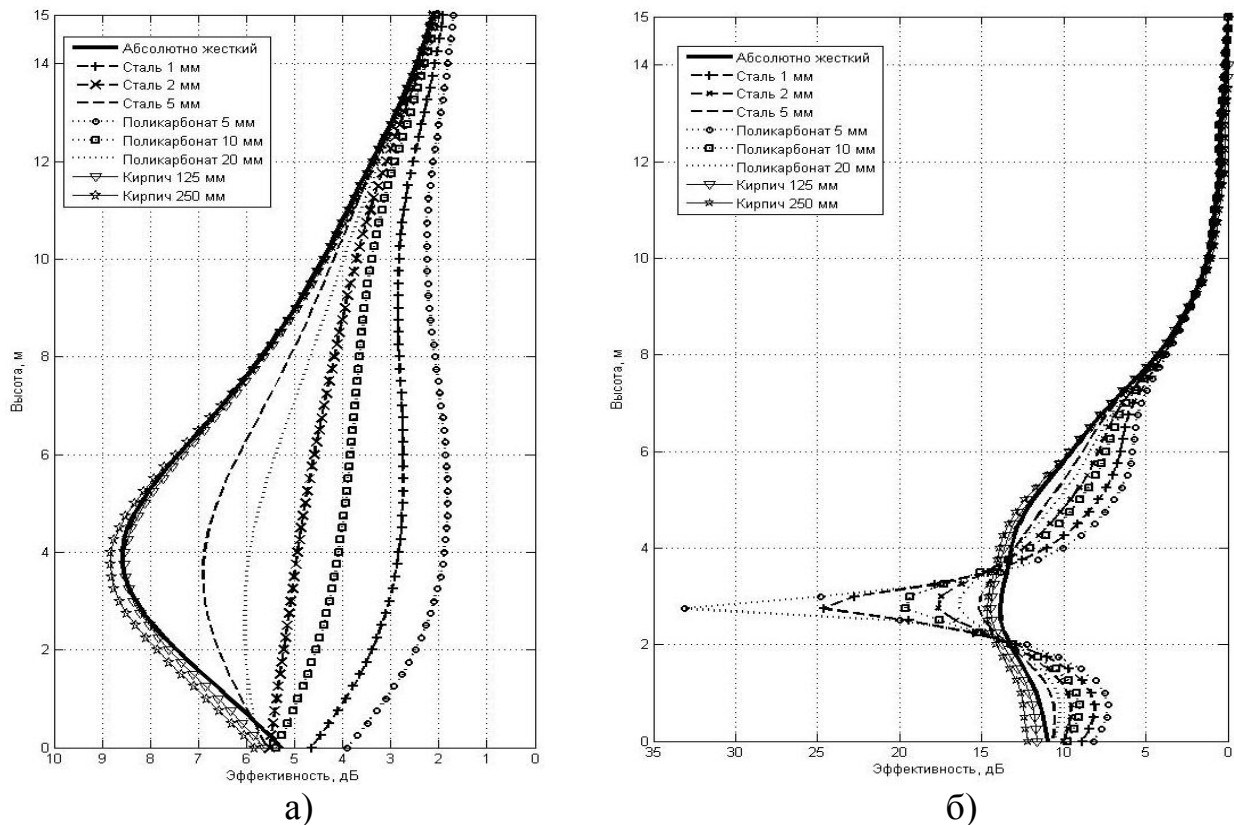 15
14
12
10
8
6
4
2
0
Высота, м
Абсолютно жесткий
Сталь 1 мм
Сталь 2 мм
Сталь 5 мм
Поликарбонат 5 мм
Поликарбонат 10 мм
Поликарбонат 20 мм
Кирпич 125 мм
Кирпич 250 мм
10 9 8 7 6 5 4 3 2 1 0
Эффективность, дБ
а)
15
14
12
10
8
6
4
2
0
Высота, м
Абсолютно жесткий
Сталь 1 мм
Сталь 2 мм
Сталь 5 мм
Поликарбонат 5 мм
Поликарбонат 10 мм
Поликарбонат 20 мм
Кирпич 125 мм
Кирпич 250 мм
35 30 25 20 15 10 5 0
Эффективность, дБ
б)